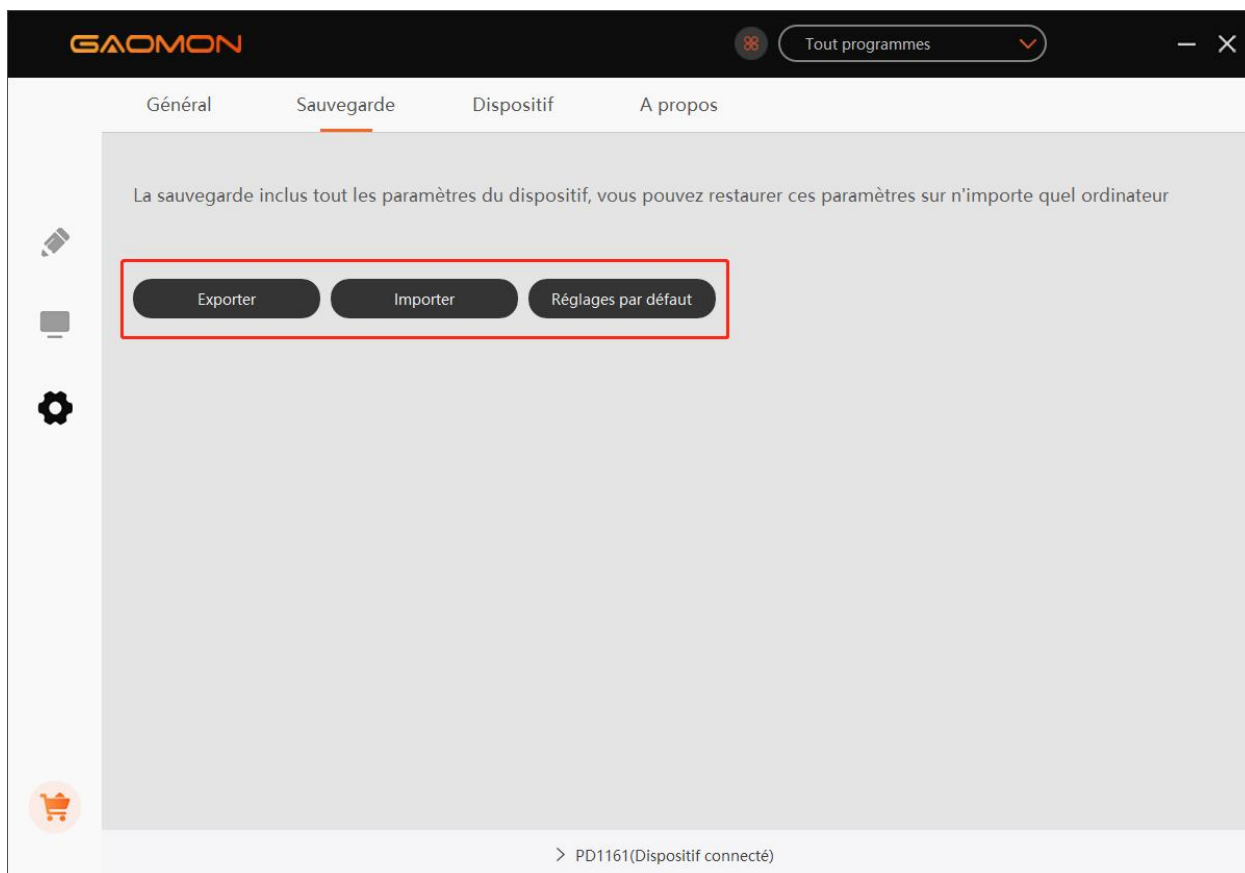 GAOMON
Tout programmes
Général Sauvegarde Dispositif A propos
La sauvegarde inclus tout les paramètres du dispositif, vous pouvez restaurer ces paramètres sur n'importe quel ordinateur
Exporter Importer Réglages par défaut
PD1161(Dispositif connecté)